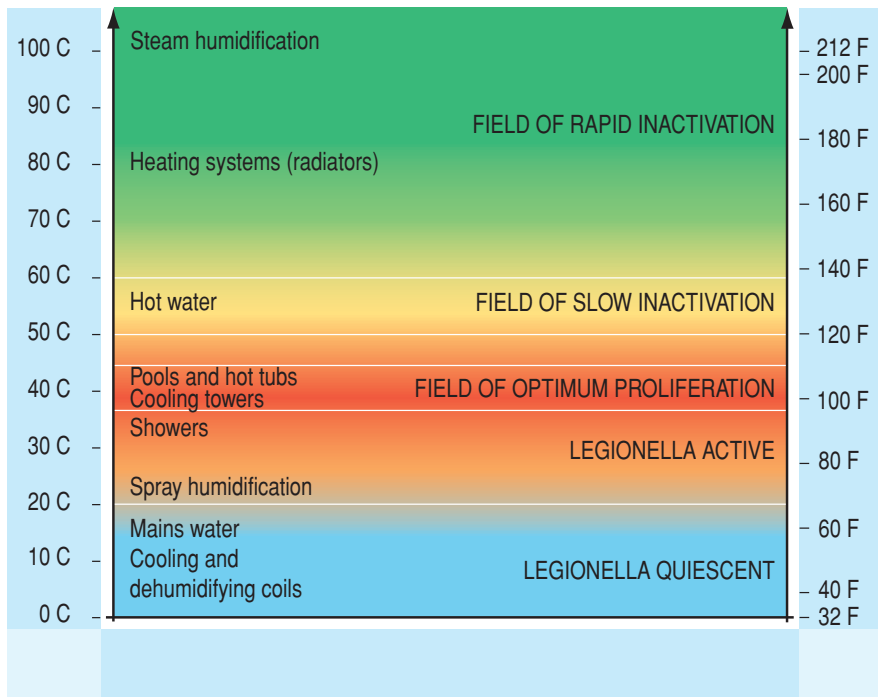 100 C
Steam humidification
212 F
200 F
90 C
FIELD OF RAPID INACTIVATION
180 F
80 C
Heating systems (radiators)
160 F
70 C
60 C
140 F
Hot water
FIELD OF SLOW INACTIVATION
50 C
120 F
Pools and hot tubs
40 C
FIELD OF OPTIMUM PROLIFERATION
Cooling towers
100 F
Showers
30 C
LEGIONELLA ACTIVE
80 F
Spray humidification
20 C
Mains water
60 F
10 C
Cooling and
dehumidifying coils
LEGIONELLA QUIESCENT
40 F
0 C
32 F